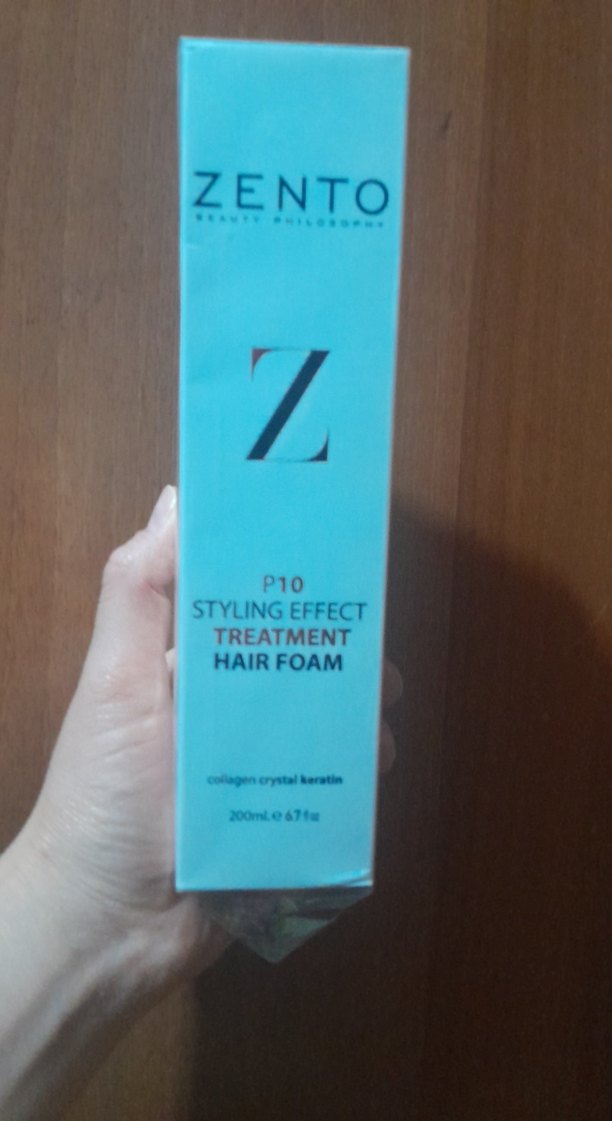 ZENTO
BEAUTY PHILOSOPHY
Z
P10
STYLING EFFECT
TREATMENT
HAIR FOAM
collagen crystal keratin
200mL ℮ 6.7 fl oz